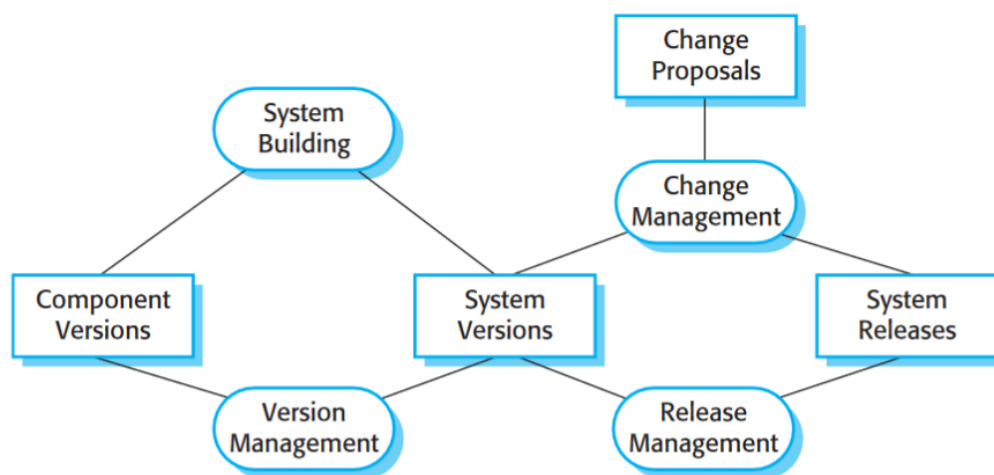 Change
Proposals
System
Building
Change
Management
Component
Versions
System
Versions
System
Releases
Version
Management
Release
Management